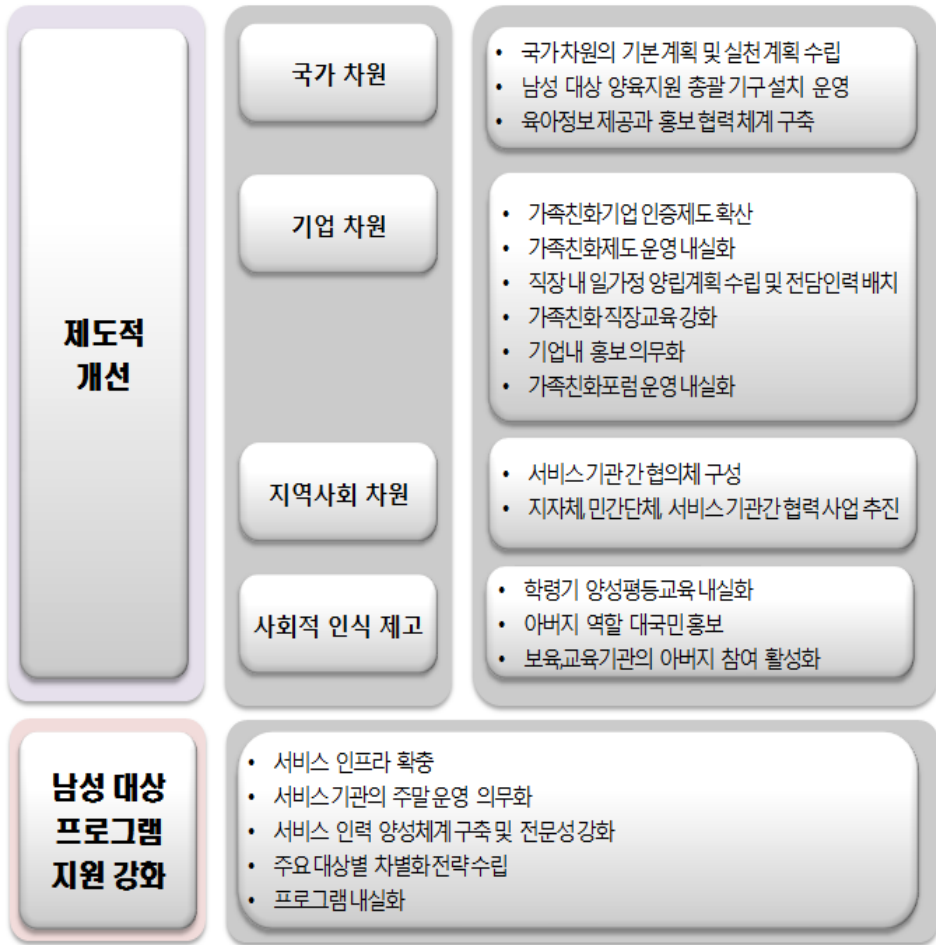 제도적
개선
국가 차원
• 국가 차원의 기본 계획 및 실천 계획 수립
• 남성 대상 양육지원 총괄 기구 설치 운영
• 육아정보 제공과 홍보 협력 체계 구축
기업 차원
• 가족친화기업 인증제도 확산
• 가족친화제도 운영 내실화
• 직장 내 일가정 양립계획 수립 및 전담인력 배치
• 가족친화 직장교육 강화
• 기업내 홍보 의무화
• 가족친화포럼 운영 내실화
지역사회 차원
• 서비스 기관 간 협의체 구성
• 지자체, 민간단체, 서비스 기관간 협력 사업 추진
사회적 인식 제고
• 학령기 양성평등교육 내실화
• 아버지 역할 대국민 홍보
• 보육,교육기관의 아버지 참여 활성화
남성 대상
프로그램
지원 강화
• 서비스 인프라 확충
• 서비스 기관의 주말 운영 의무화
• 서비스 인력 양성체계 구축 및 전문성 강화
• 주요 대상별 차별화 전략 수립
• 프로그램 내실화